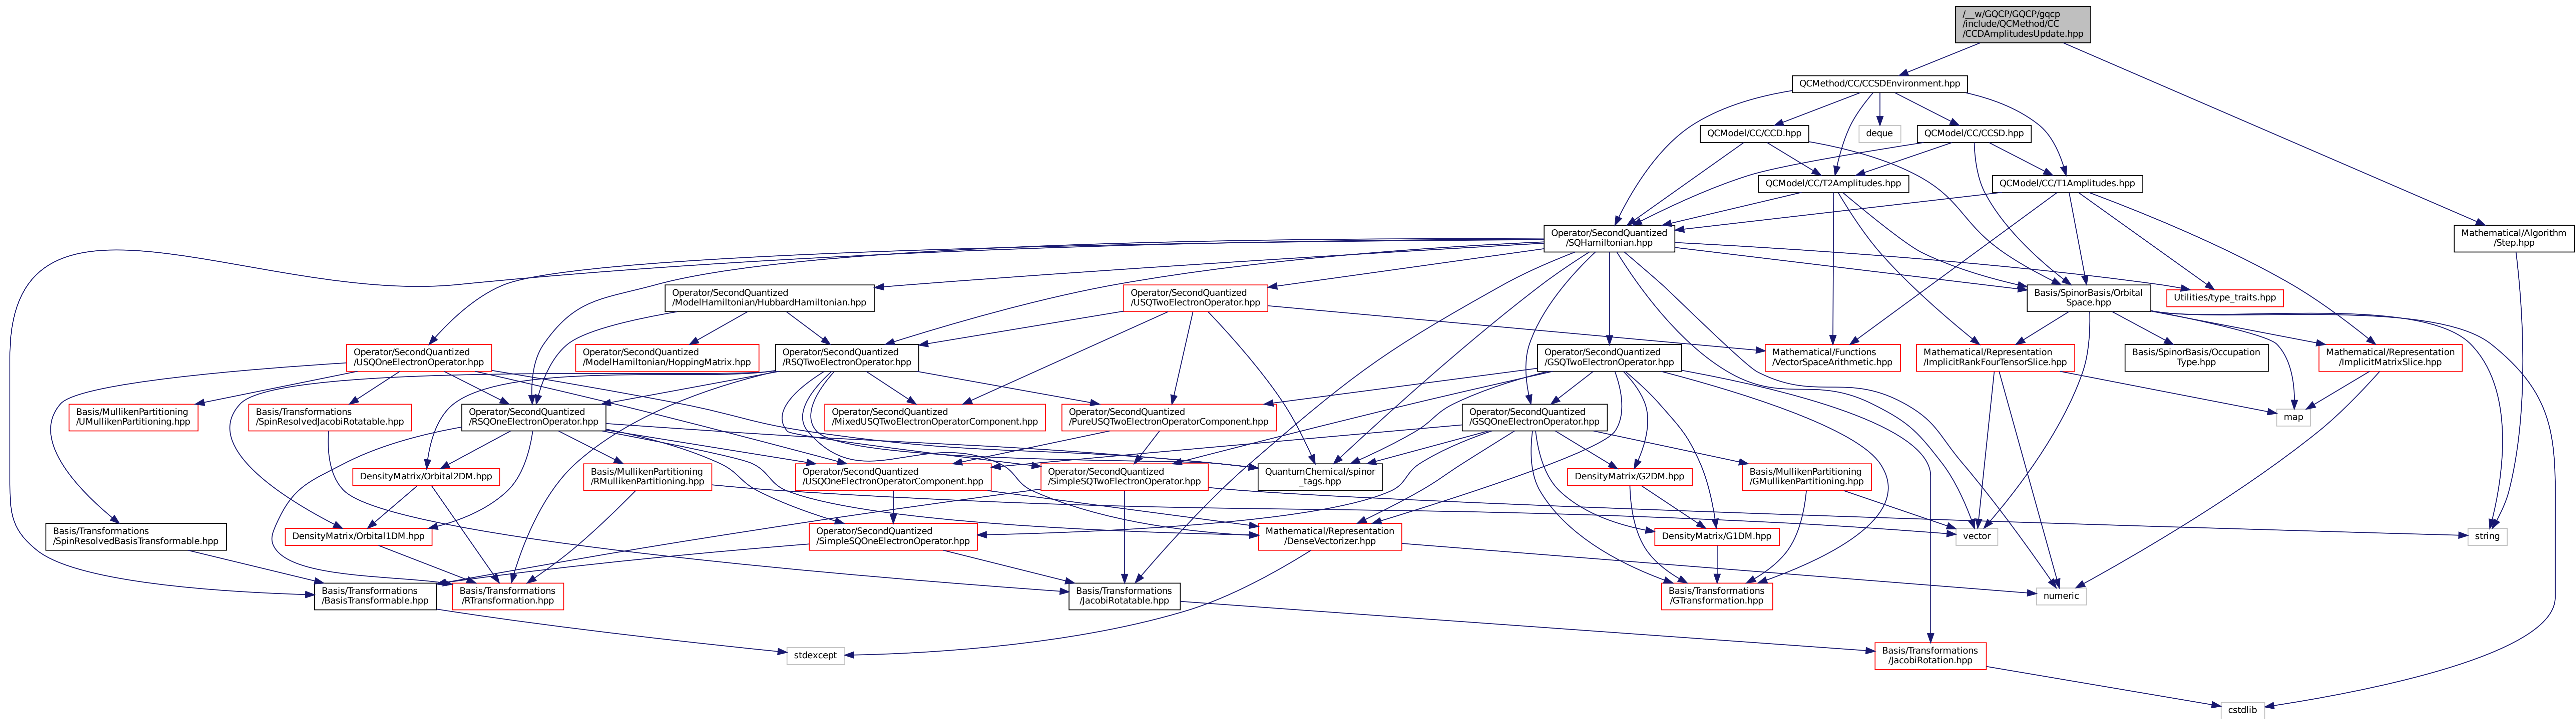 /__w/GQCP/GQCP/gqcp
/include/QCMethod/CC
/CCDAmplitudesUpdate.hpp
QCMethod/CC/CCSDEnvironment.hpp
QCModel/CC/CCD.hpp
deque
QCModel/CC/CCSD.hpp
QCModel/CC/T2Amplitudes.hpp
QCModel/CC/T1Amplitudes.hpp
Operator/SecondQuantized
/SQHamiltonian.hpp
Mathematical/Algorithm
/Step.hpp
Operator/SecondQuantized
/ModelHamiltonian/HubbardHamiltonian.hpp
Operator/SecondQuantized
/USQTwoElectronOperator.hpp
Basis/SpinorBasis/Orbital
Space.hpp
Utilities/type_traits.hpp
Operator/SecondQuantized
/USQOneElectronOperator.hpp
Operator/SecondQuantized
/ModelHamiltonian/HoppingMatrix.hpp
Operator/SecondQuantized
/RSQTwoElectronOperator.hpp
Mathematical/Functions
/VectorSpaceArithmetic.hpp
Operator/SecondQuantized
/GSQTwoElectronOperator.hpp
Mathematical/Representation
/ImplicitRankFourTensorSlice.hpp
Basis/SpinorBasis/Occupation
Type.hpp
Mathematical/Representation
/ImplicitMatrixSlice.hpp
Basis/MullikenPartitioning
/UMullikenPartitioning.hpp
Basis/Transformations
/SpinResolvedJacobiRotatable.hpp
Operator/SecondQuantized
/RSQOneElectronOperator.hpp
Operator/SecondQuantized
/MixedUSQTwoElectronOperatorComponent.hpp
Operator/SecondQuantized
/PureUSQTwoElectronOperatorComponent.hpp
Operator/SecondQuantized
/GSQOneElectronOperator.hpp
map
DensityMatrix/Orbital2DM.hpp
Basis/MullikenPartitioning
/RMullikenPartitioning.hpp
Operator/SecondQuantized
/USQOneElectronOperatorComponent.hpp
Operator/SecondQuantized
/SimpleSQTwoElectronOperator.hpp
QuantumChemical/spinor
_tags.hpp
DensityMatrix/G2DM.hpp
Basis/MullikenPartitioning
/GMullikenPartitioning.hpp
Basis/Transformations
/SpinResolvedBasisTransformable.hpp
DensityMatrix/Orbital1DM.hpp
Operator/SecondQuantized
/SimpleSQOneElectronOperator.hpp
Mathematical/Representation
/DenseVectorizer.hpp
DensityMatrix/G1DM.hpp
vector
string
Basis/Transformations
/BasisTransformable.hpp
Basis/Transformations
/RTransformation.hpp
Basis/Transformations
/JacobiRotatable.hpp
Basis/Transformations
/GTransformation.hpp
numeric
stdexcept
Basis/Transformations
/JacobiRotation.hpp
cstdlib